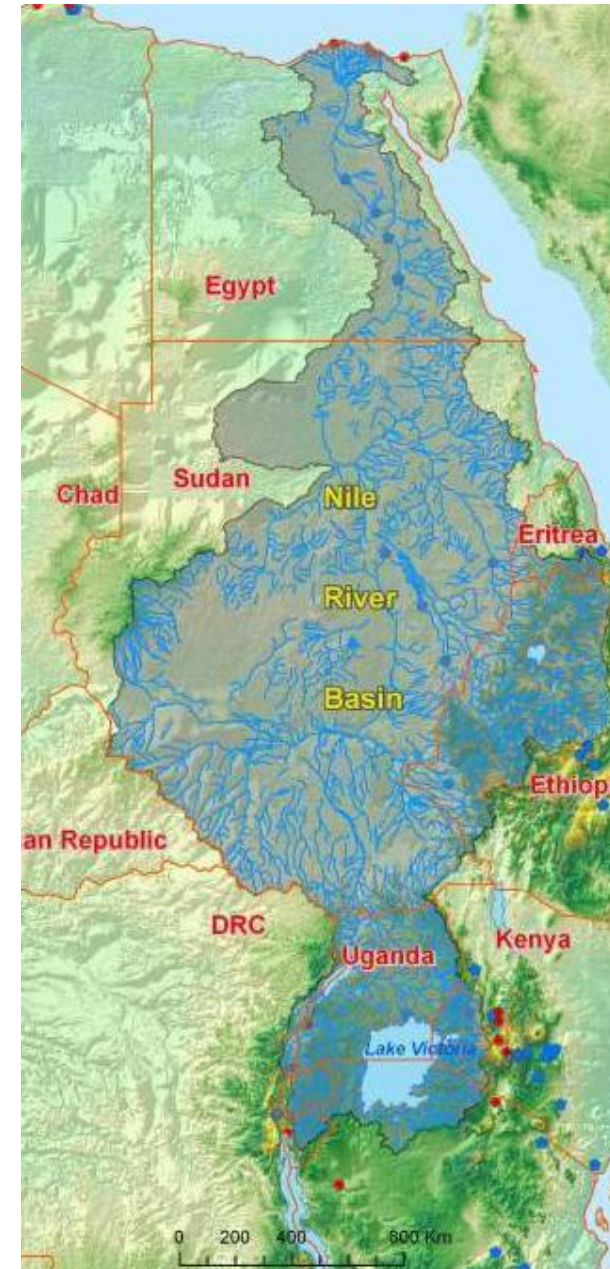 Egypt
Sudan
Chad
Nile
Eritrea
River
Basin
Ethiop
an Republic
DRC
Uganda
Kenya
Lake Victoria
0 200 400 800 Km